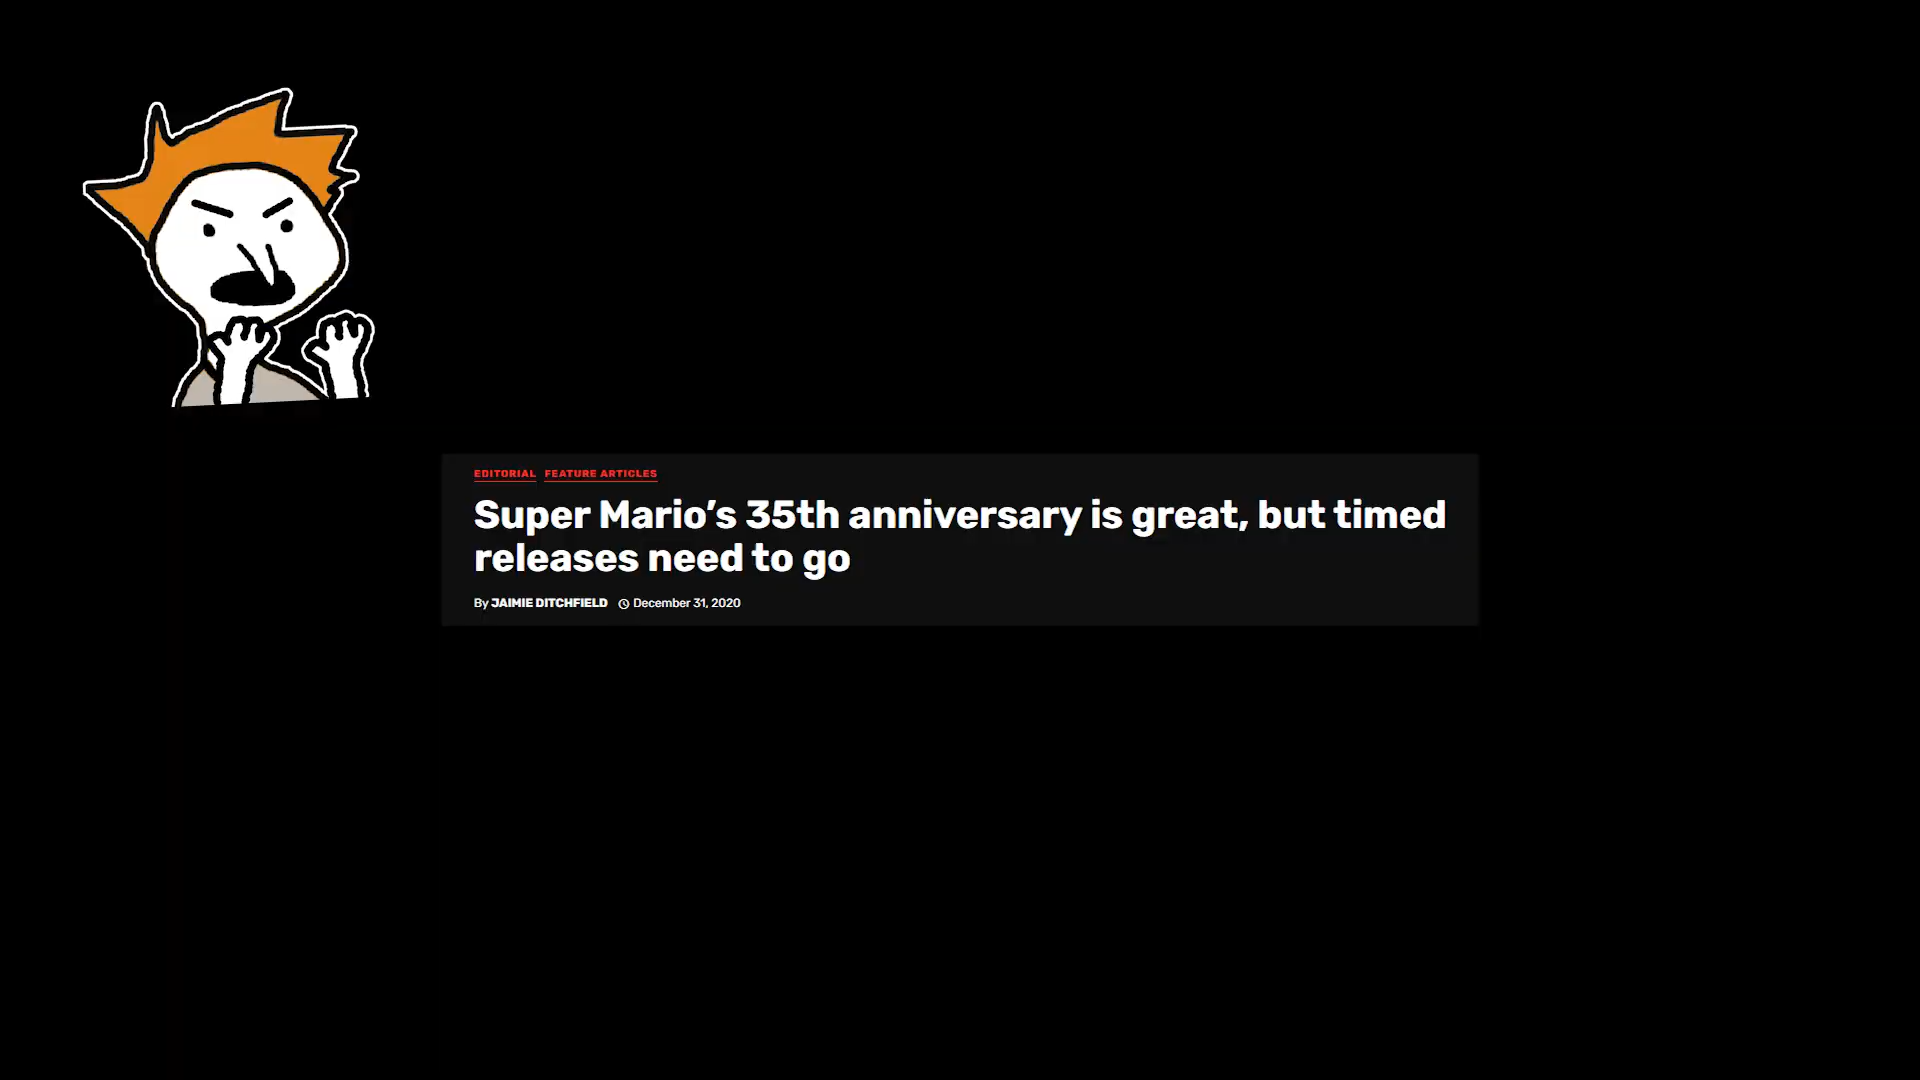 EDITORIAL FEATURE ARTICLES
Super Mario’s 35th anniversary is great, but timed
releases need to go
By JAIMIE DITCHFIELD December 31, 2020